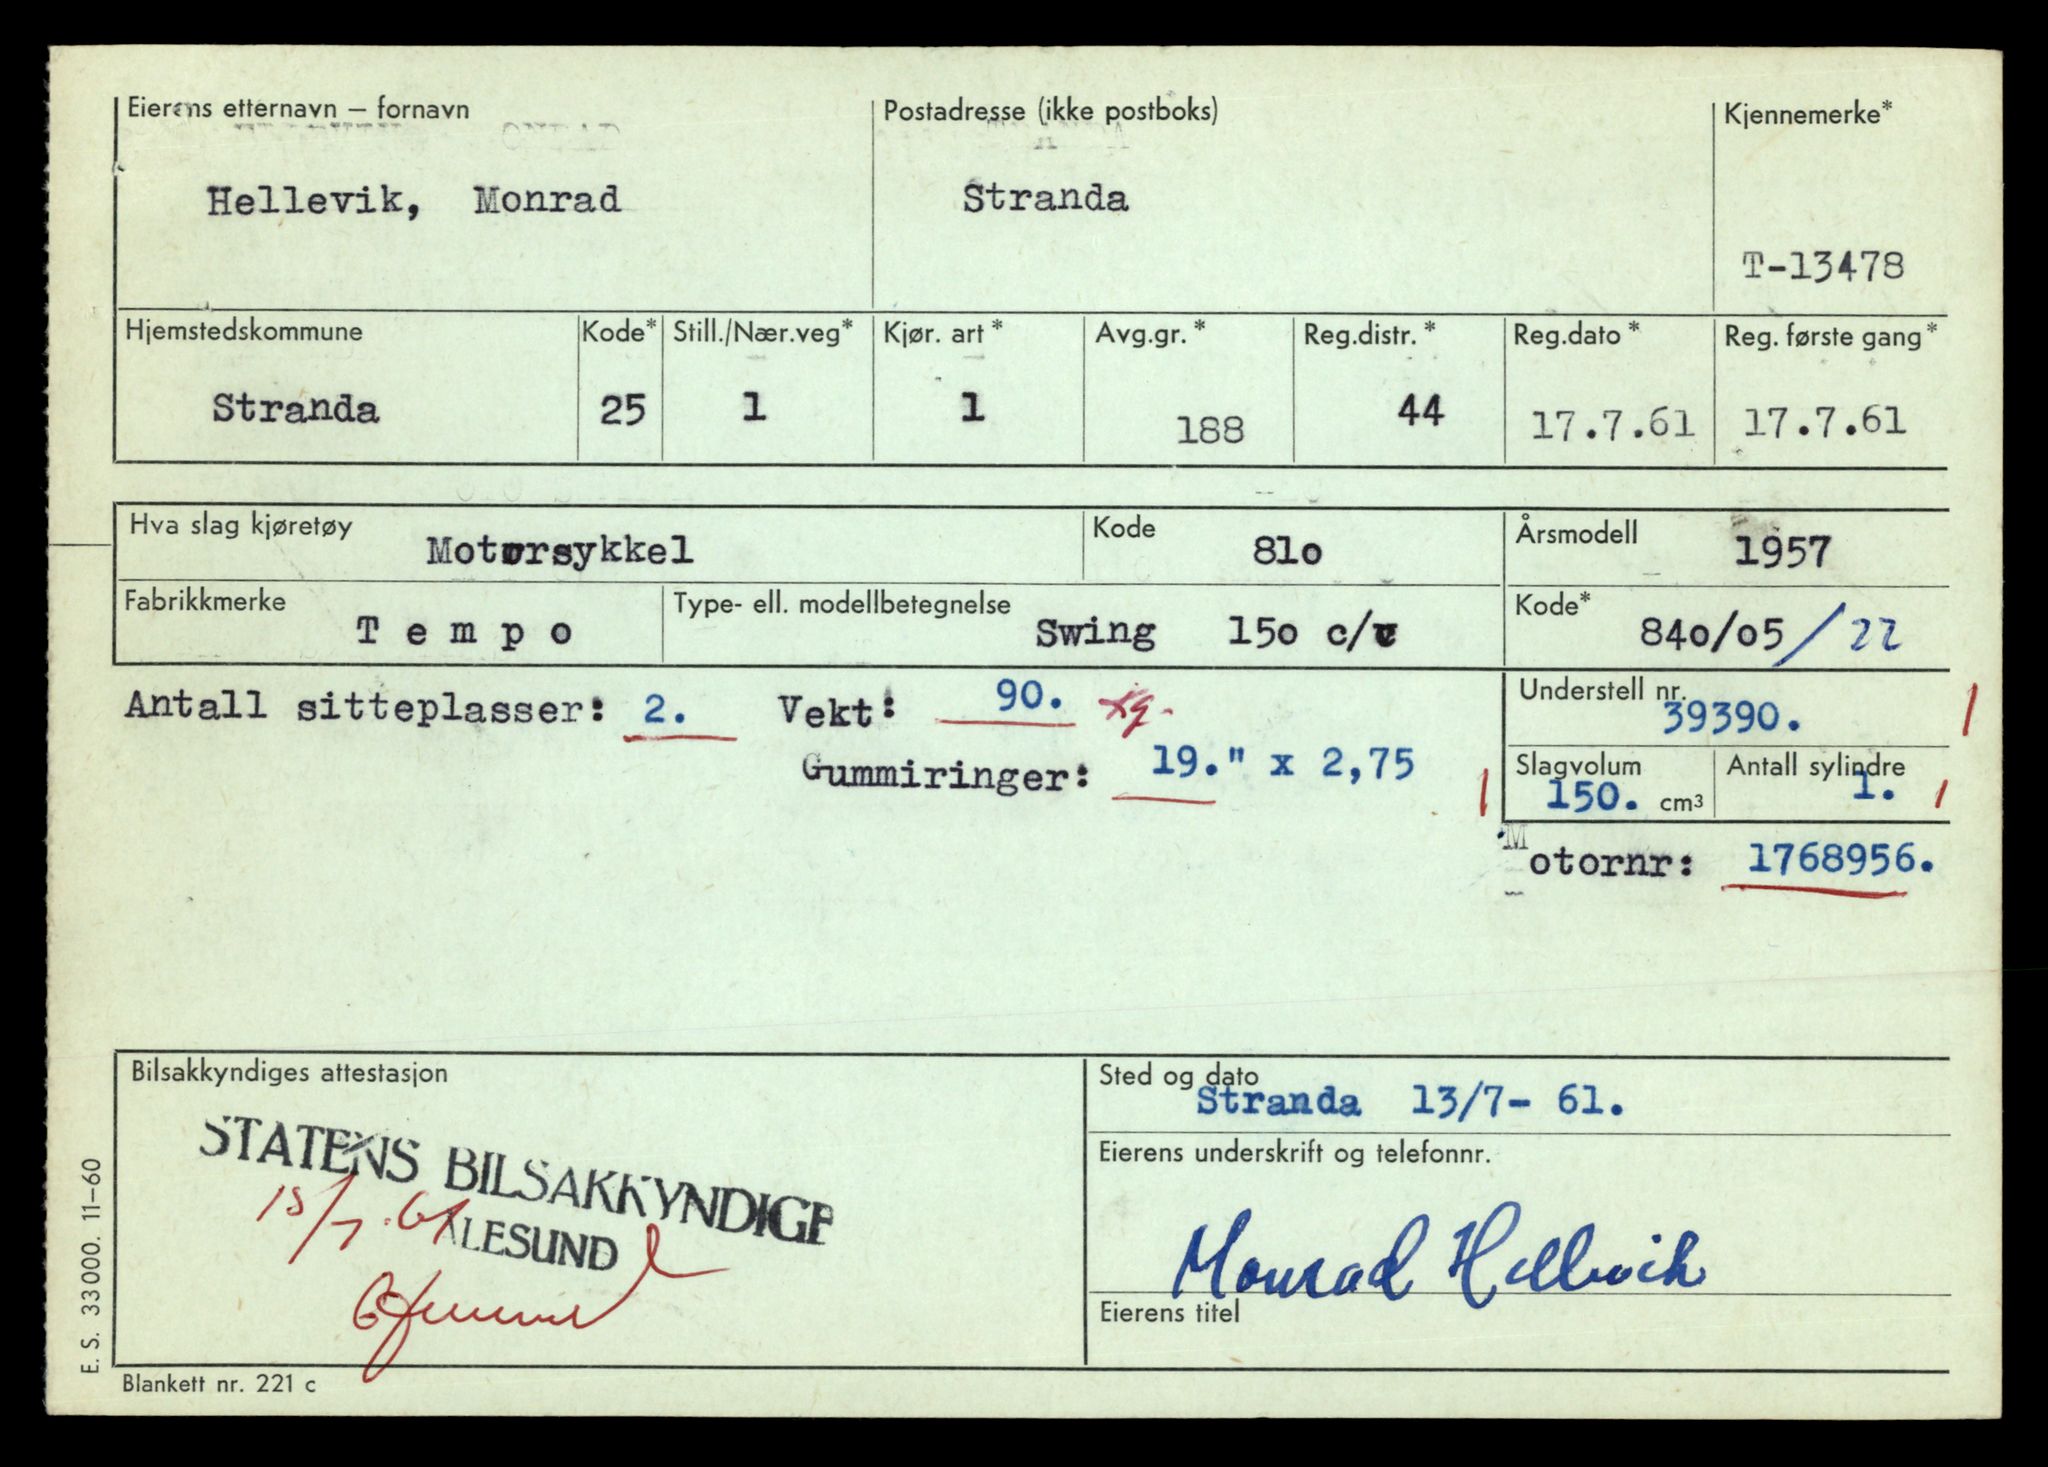 Eierens etternavn – fornavn
Hellevik, Monrad
Postadresse (ikke postboks)
Stranda
Kjennemerke*
T-13478
Hjemstedskommune
Stranda
Kode*
25
Still./Nær.veg*
1
Kjør. art*
1
Avg.gr.*
188
Reg.distr.*
44
Reg.dato*
17.7.61
Reg. første gang*
17.7.61
Hva slag kjøretøy
Motorsykkel
Kode
81o
Årsmodell
1957
Fabrikkmerke
Tempo
Type- ell. modellbetegnelse
Swing 15o c/v
Kode*
84o/o5/22
Antall sitteplasser: 2. Vekt: 90. Kg.
Gummiringer: 19." x 2,75
Understell nr.
39390.
Slagvolum
150. cm³
Antall sylindre
1.
Motornr: 1768956.
Bilsakkyndiges attestasjon
STATENS BILSAKKYNDIGE
ÅLESUND
15/7.61
Sted og dato
Stranda 13/7- 61.
Eierens underskrift og telefonnr.
Monrad Hellevik
Eierens titel
E. S. 33000. 11-60
Blankett nr. 221 c